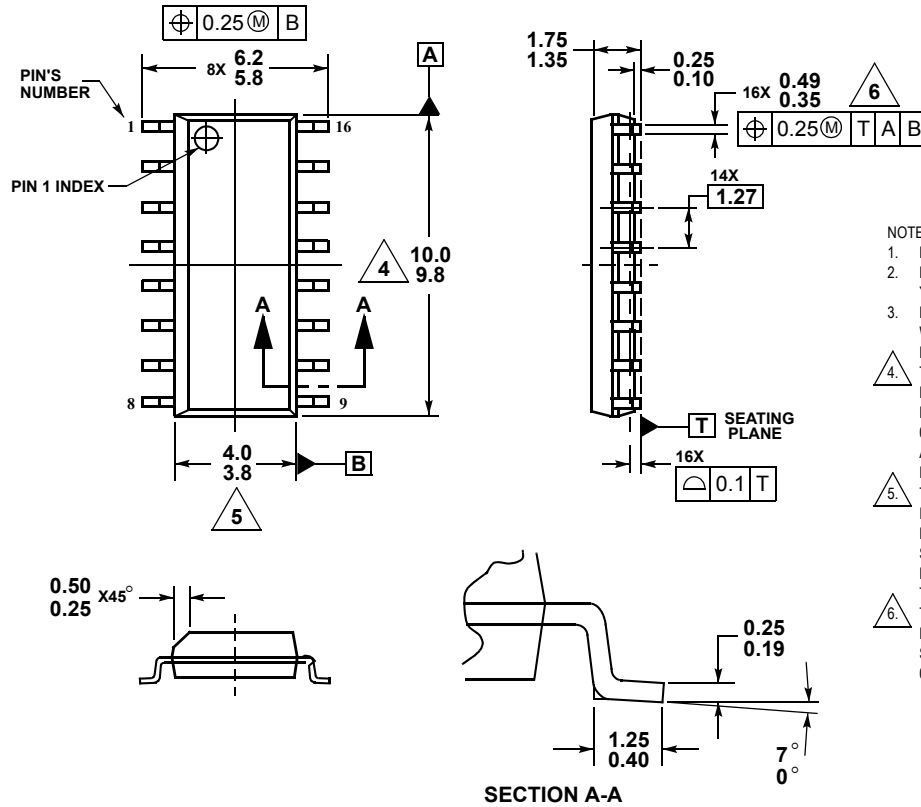 ⌖ 0.25 Ⓜ B
8X 6.2
5.8
PIN'S
NUMBER
1
16
PIN 1 INDEX
A
4
10.0
9.8
A A
8
9
4.0
3.8
B
5
1.75
1.35
0.25
0.10
16X 0.49
0.35
6
⌖ 0.25 Ⓜ T A B
14X
1.27
T SEATING
PLANE
16X
⌓ 0.1 T
NOTE
1.
2.
3.
4.
5.
6.
0.50
0.25 X45°
0.25
0.19
1.25
0.40
7°
0°
SECTION A-A